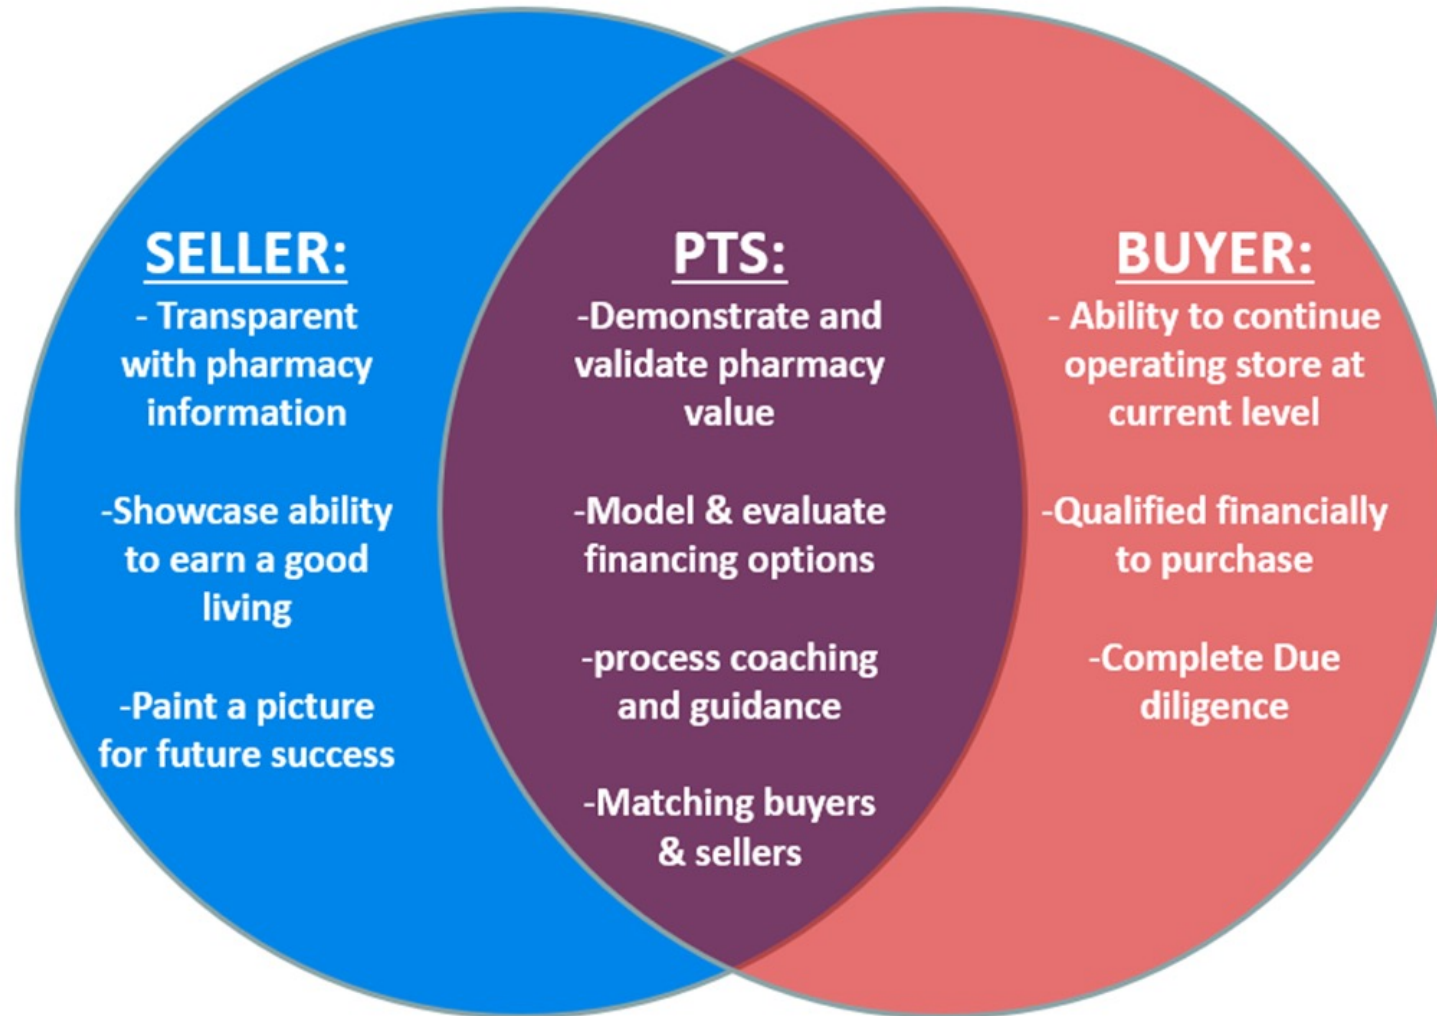 SELLER:
- Transparent
with pharmacy
information
-Showcase ability
to earn a good
living
-Paint a picture
for future success
PTS:
-Demonstrate and
validate pharmacy
value
-Model & evaluate
financing options
-process coaching
and guidance
-Matching buyers
& sellers
BUYER:
- Ability to continue
operating store at
current level
-Qualified financially
to purchase
-Complete Due
diligence